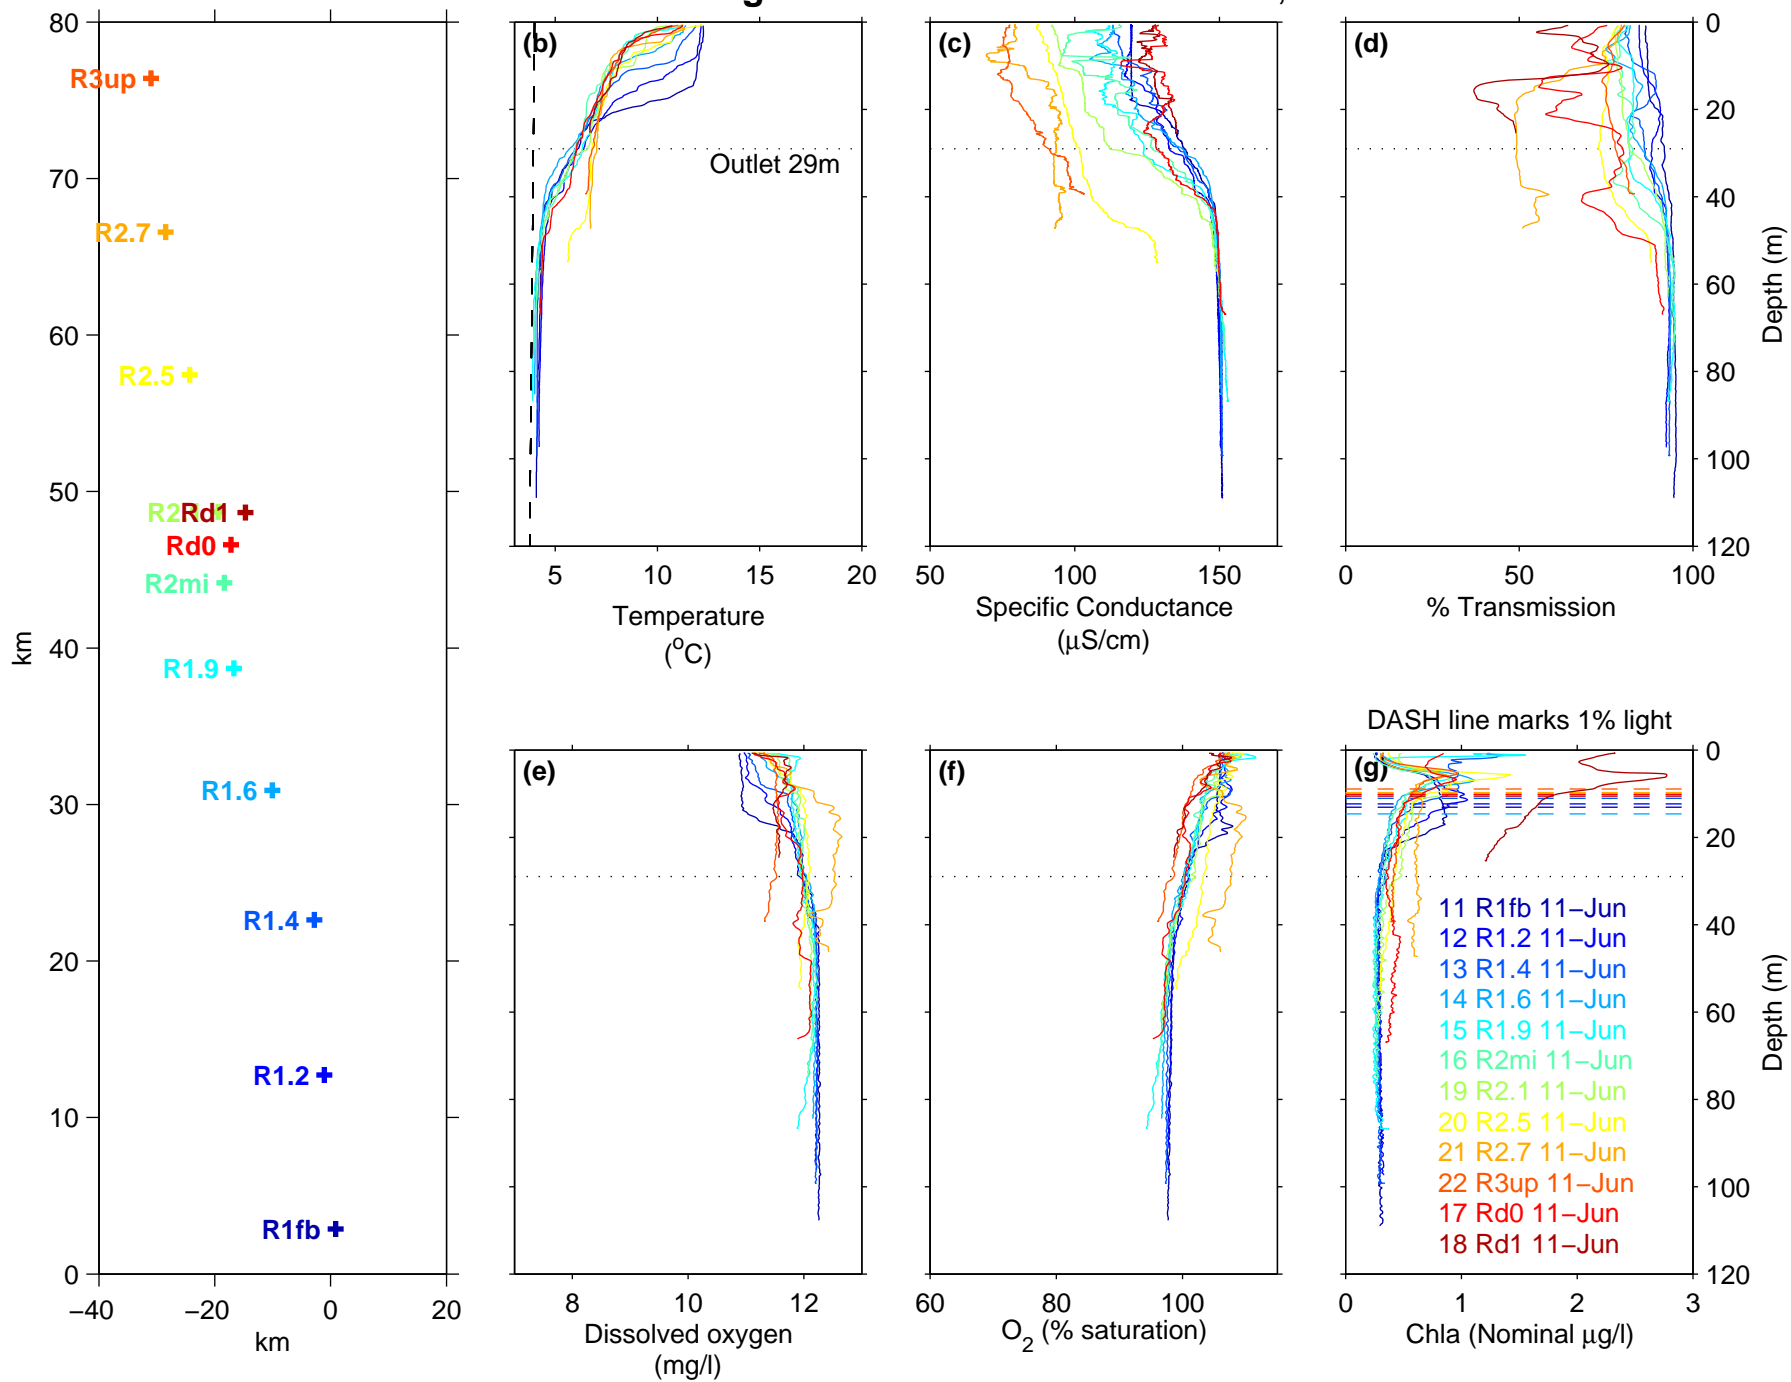 g
,
80
70
60
50
40
30
20
10
0
km
−40
−20
0
20
km
R3up
R2.7
R2.5
R2
Rd1
Rd0
R2mi
R1.9
R1.6
R1.4
R1.2
R1fb
(b)
Outlet 29m
5
10
15
20
Temperature
(°C)
(c)
50
100
150
Specific Conductance
(μS/cm)
(d)
0
20
40
60
80
100
120
Depth (m)
0
50
100
% Transmission
(e)
8
10
12
Dissolved oxygen
(mg/l)
(f)
60
80
100
O2 (% saturation)
DASH line marks 1% light
(g)
11 R1fb 11−Jun
12 R1.2 11−Jun
13 R1.4 11−Jun
14 R1.6 11−Jun
15 R1.9 11−Jun
16 R2mi 11−Jun
19 R2.1 11−Jun
20 R2.5 11−Jun
21 R2.7 11−Jun
22 R3up 11−Jun
17 Rd0 11−Jun
18 Rd1 11−Jun
0
20
40
60
80
100
120
Depth (m)
0
1
2
3
Chla (Nominal μg/l)